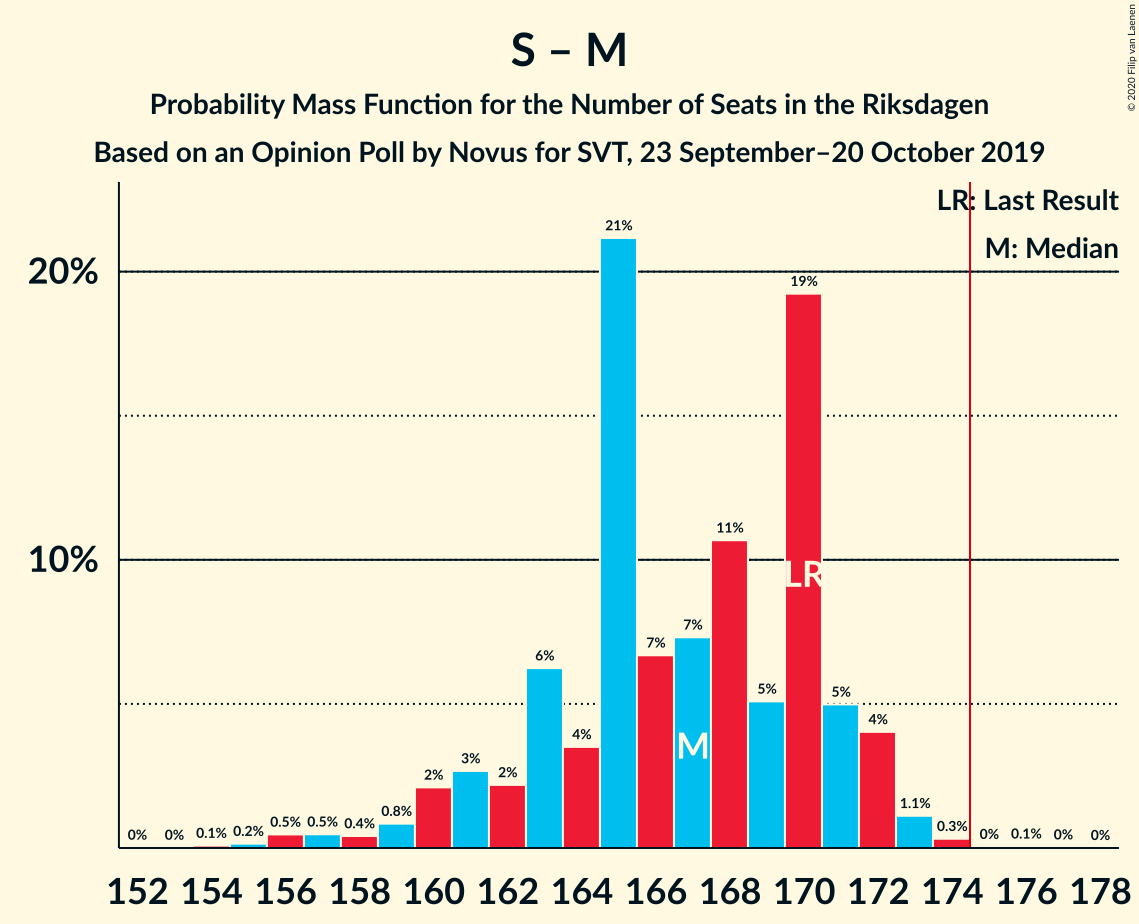 © 2020 Filip van Laenen
S – M
Probability Mass Function for the Number of Seats in the Riksdagen
Based on an Opinion Poll by Novus for SVT, 23 September–20 October 2019
LR: Last Result
M: Median
20%
10%
0% 0% 0.1% 0.2% 0.5% 0.5% 0.4% 0.8% 2% 3% 2% 6% 4% 21% 7% 7% 11% 5% 19% 5% 4% 1.1% 0.3% 0% 0.1% 0% 0%
M
LR
152 154 156 158 160 162 164 166 168 170 172 174 176 178